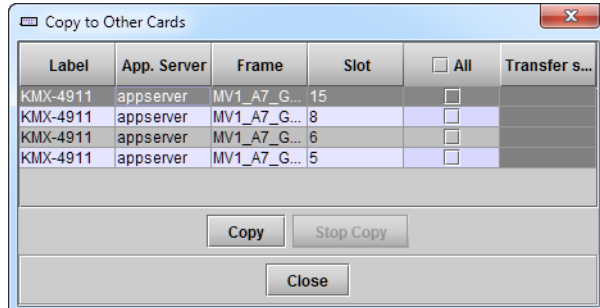 Copy to Other Cards
Label App. Server Frame Slot All Transfer s...
KMX-4911 appserver MV1_A7_G... 15
KMX-4911 appserver MV1_A7_G... 8
KMX-4911 appserver MV1_A7_G... 6
KMX-4911 appserver MV1_A7_G... 5
Copy Stop Copy
Close